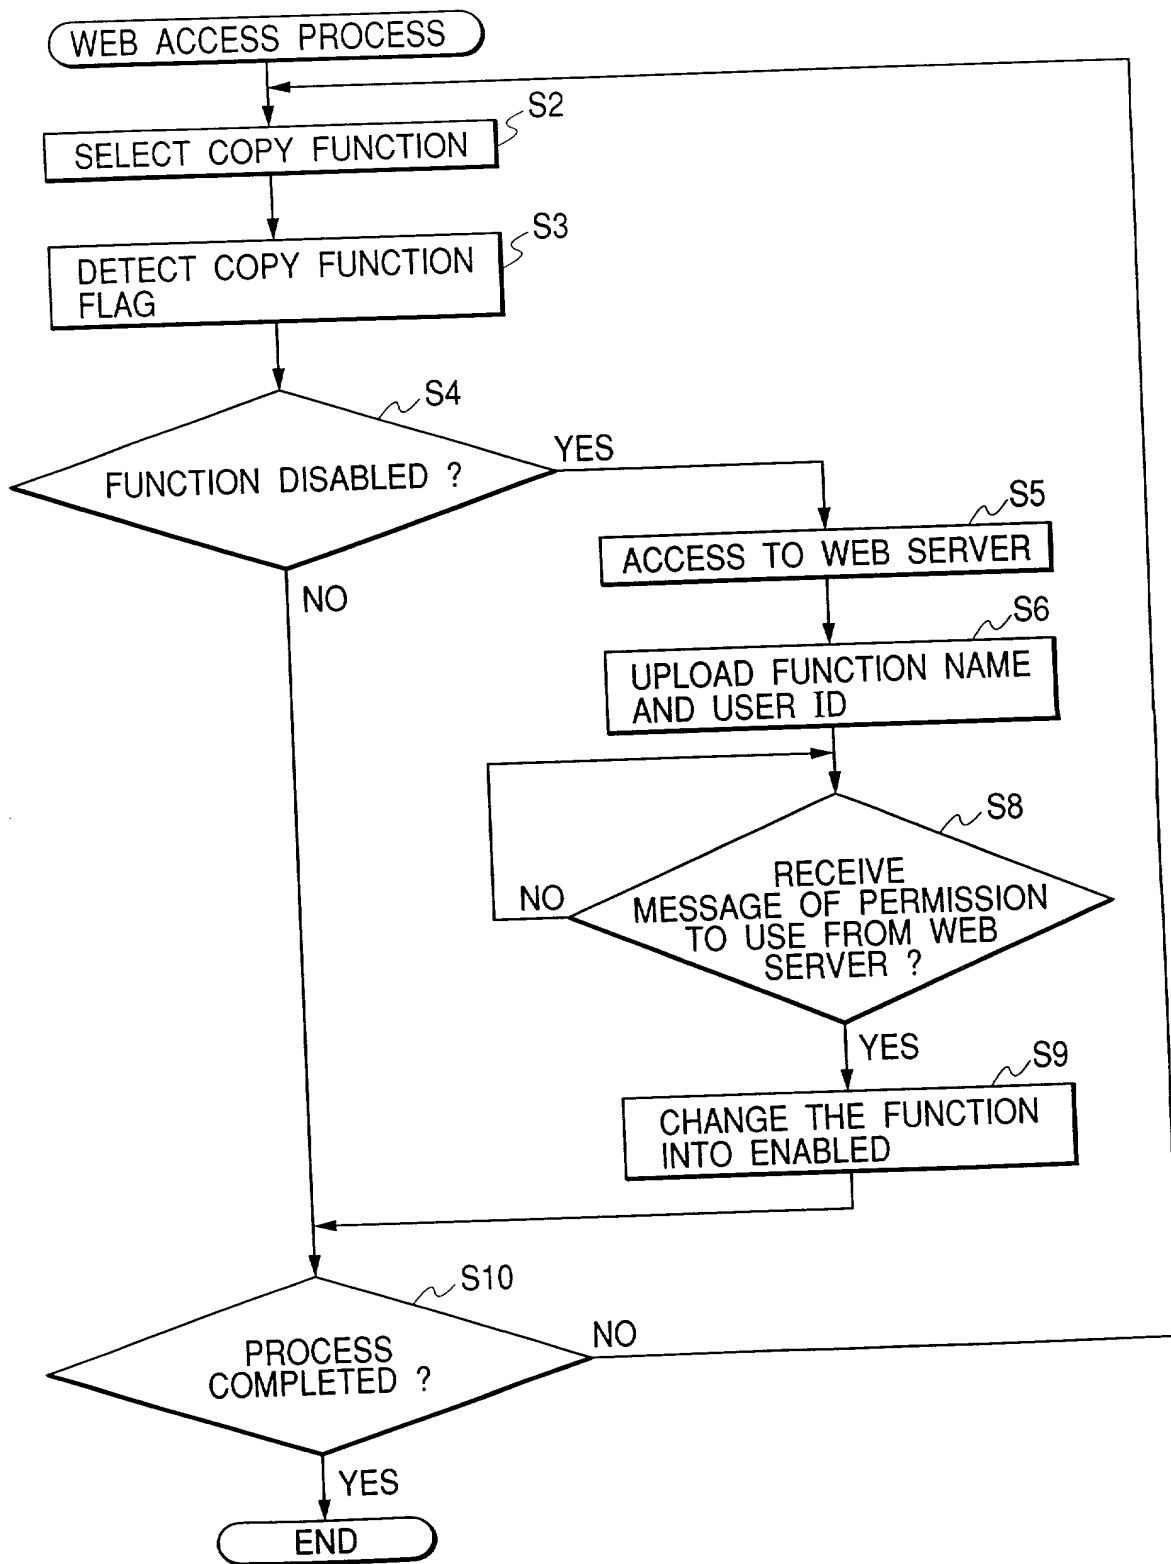 WEB ACCESS PROCESS
S2
SELECT COPY FUNCTION
S3
DETECT COPY FUNCTION
FLAG
S4
FUNCTION DISABLED ?
YES
NO
S5
ACCESS TO WEB SERVER
S6
UPLOAD FUNCTION NAME
AND USER ID
S8
RECEIVE
MESSAGE OF PERMISSION
TO USE FROM WEB
SERVER ?
NO
YES
S9
CHANGE THE FUNCTION
INTO ENABLED
S10
PROCESS
COMPLETED ?
NO
YES
END